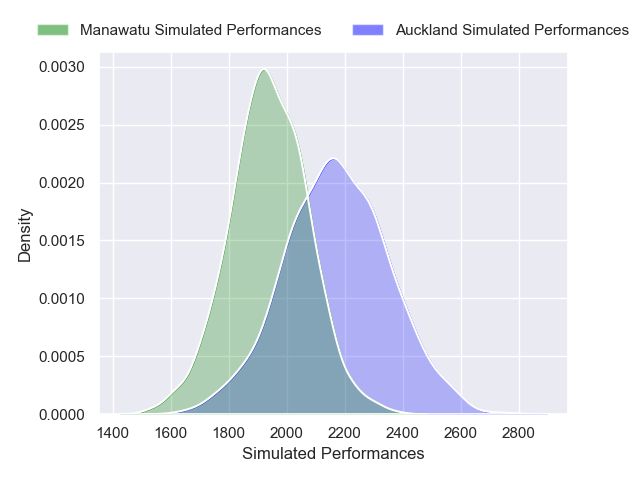 Manawatu Simulated Performances
Auckland Simulated Performances
0.0030
0.0025
0.0020
0.0015
0.0010
0.0005
0.0000
Density
1400 1600 1800 2000 2200 2400 2600 2800
Simulated Performances